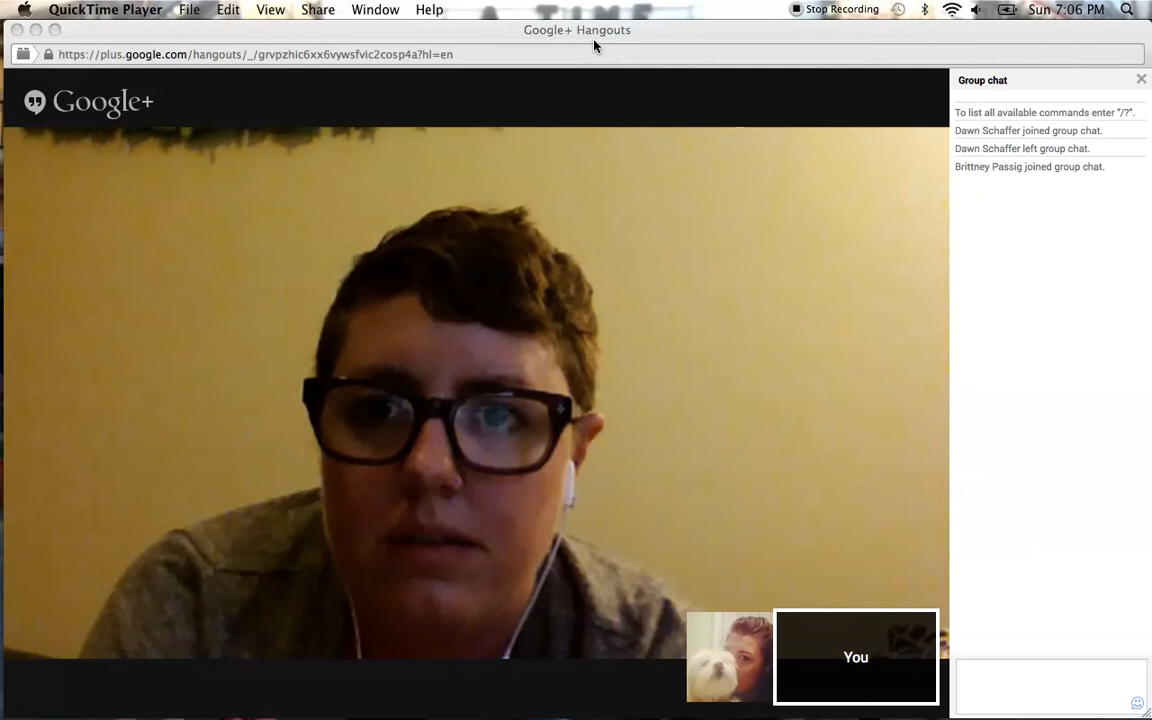 QuickTime Player File Edit View Share Window Help Stop Recording Sun 7:06 PM
Google+ Hangouts
https://plus.google.com/hangouts/_/grvpzhic6xx6vywsfvic2cosp4a?hl=en
Google+
Group chat
To list all available commands enter "/?".
Dawn Schaffer joined group chat.
Dawn Schaffer left group chat.
Brittney Passig joined group chat.
You